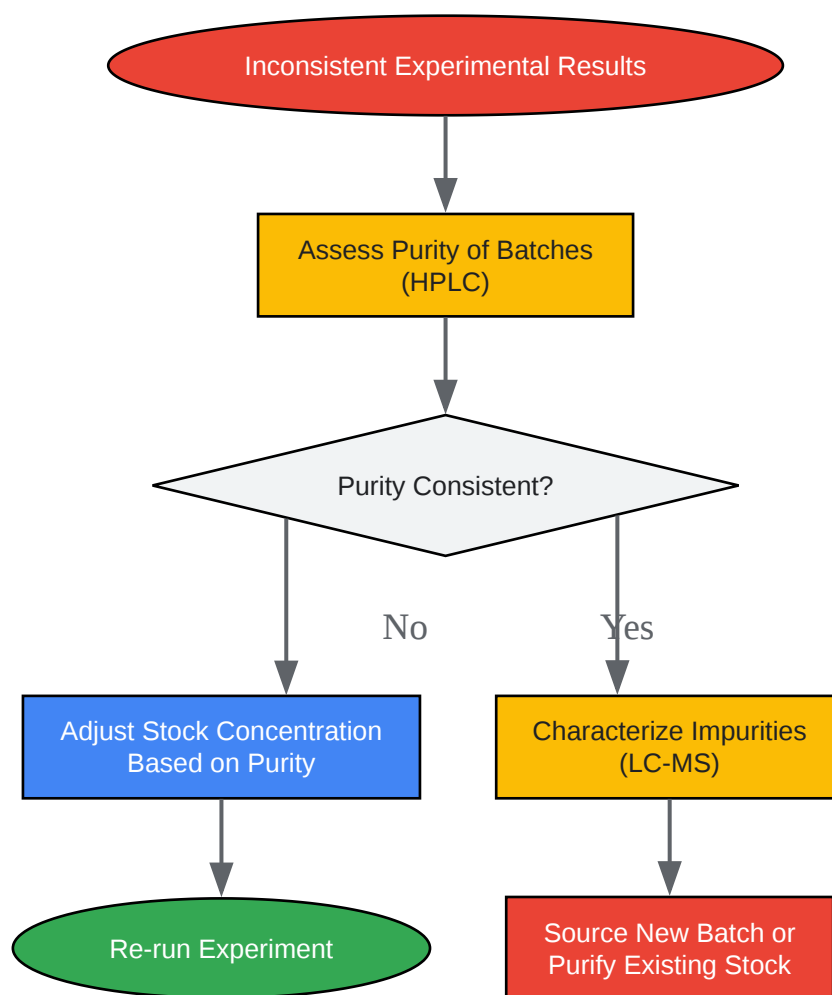 Inconsistent Experimental Results
Assess Purity of Batches
(HPLC)
Purity Consistent?
No
Yes
Adjust Stock Concentration
Based on Purity
Characterize Impurities
(LC-MS)
Re-run Experiment
Source New Batch or
Purify Existing Stock